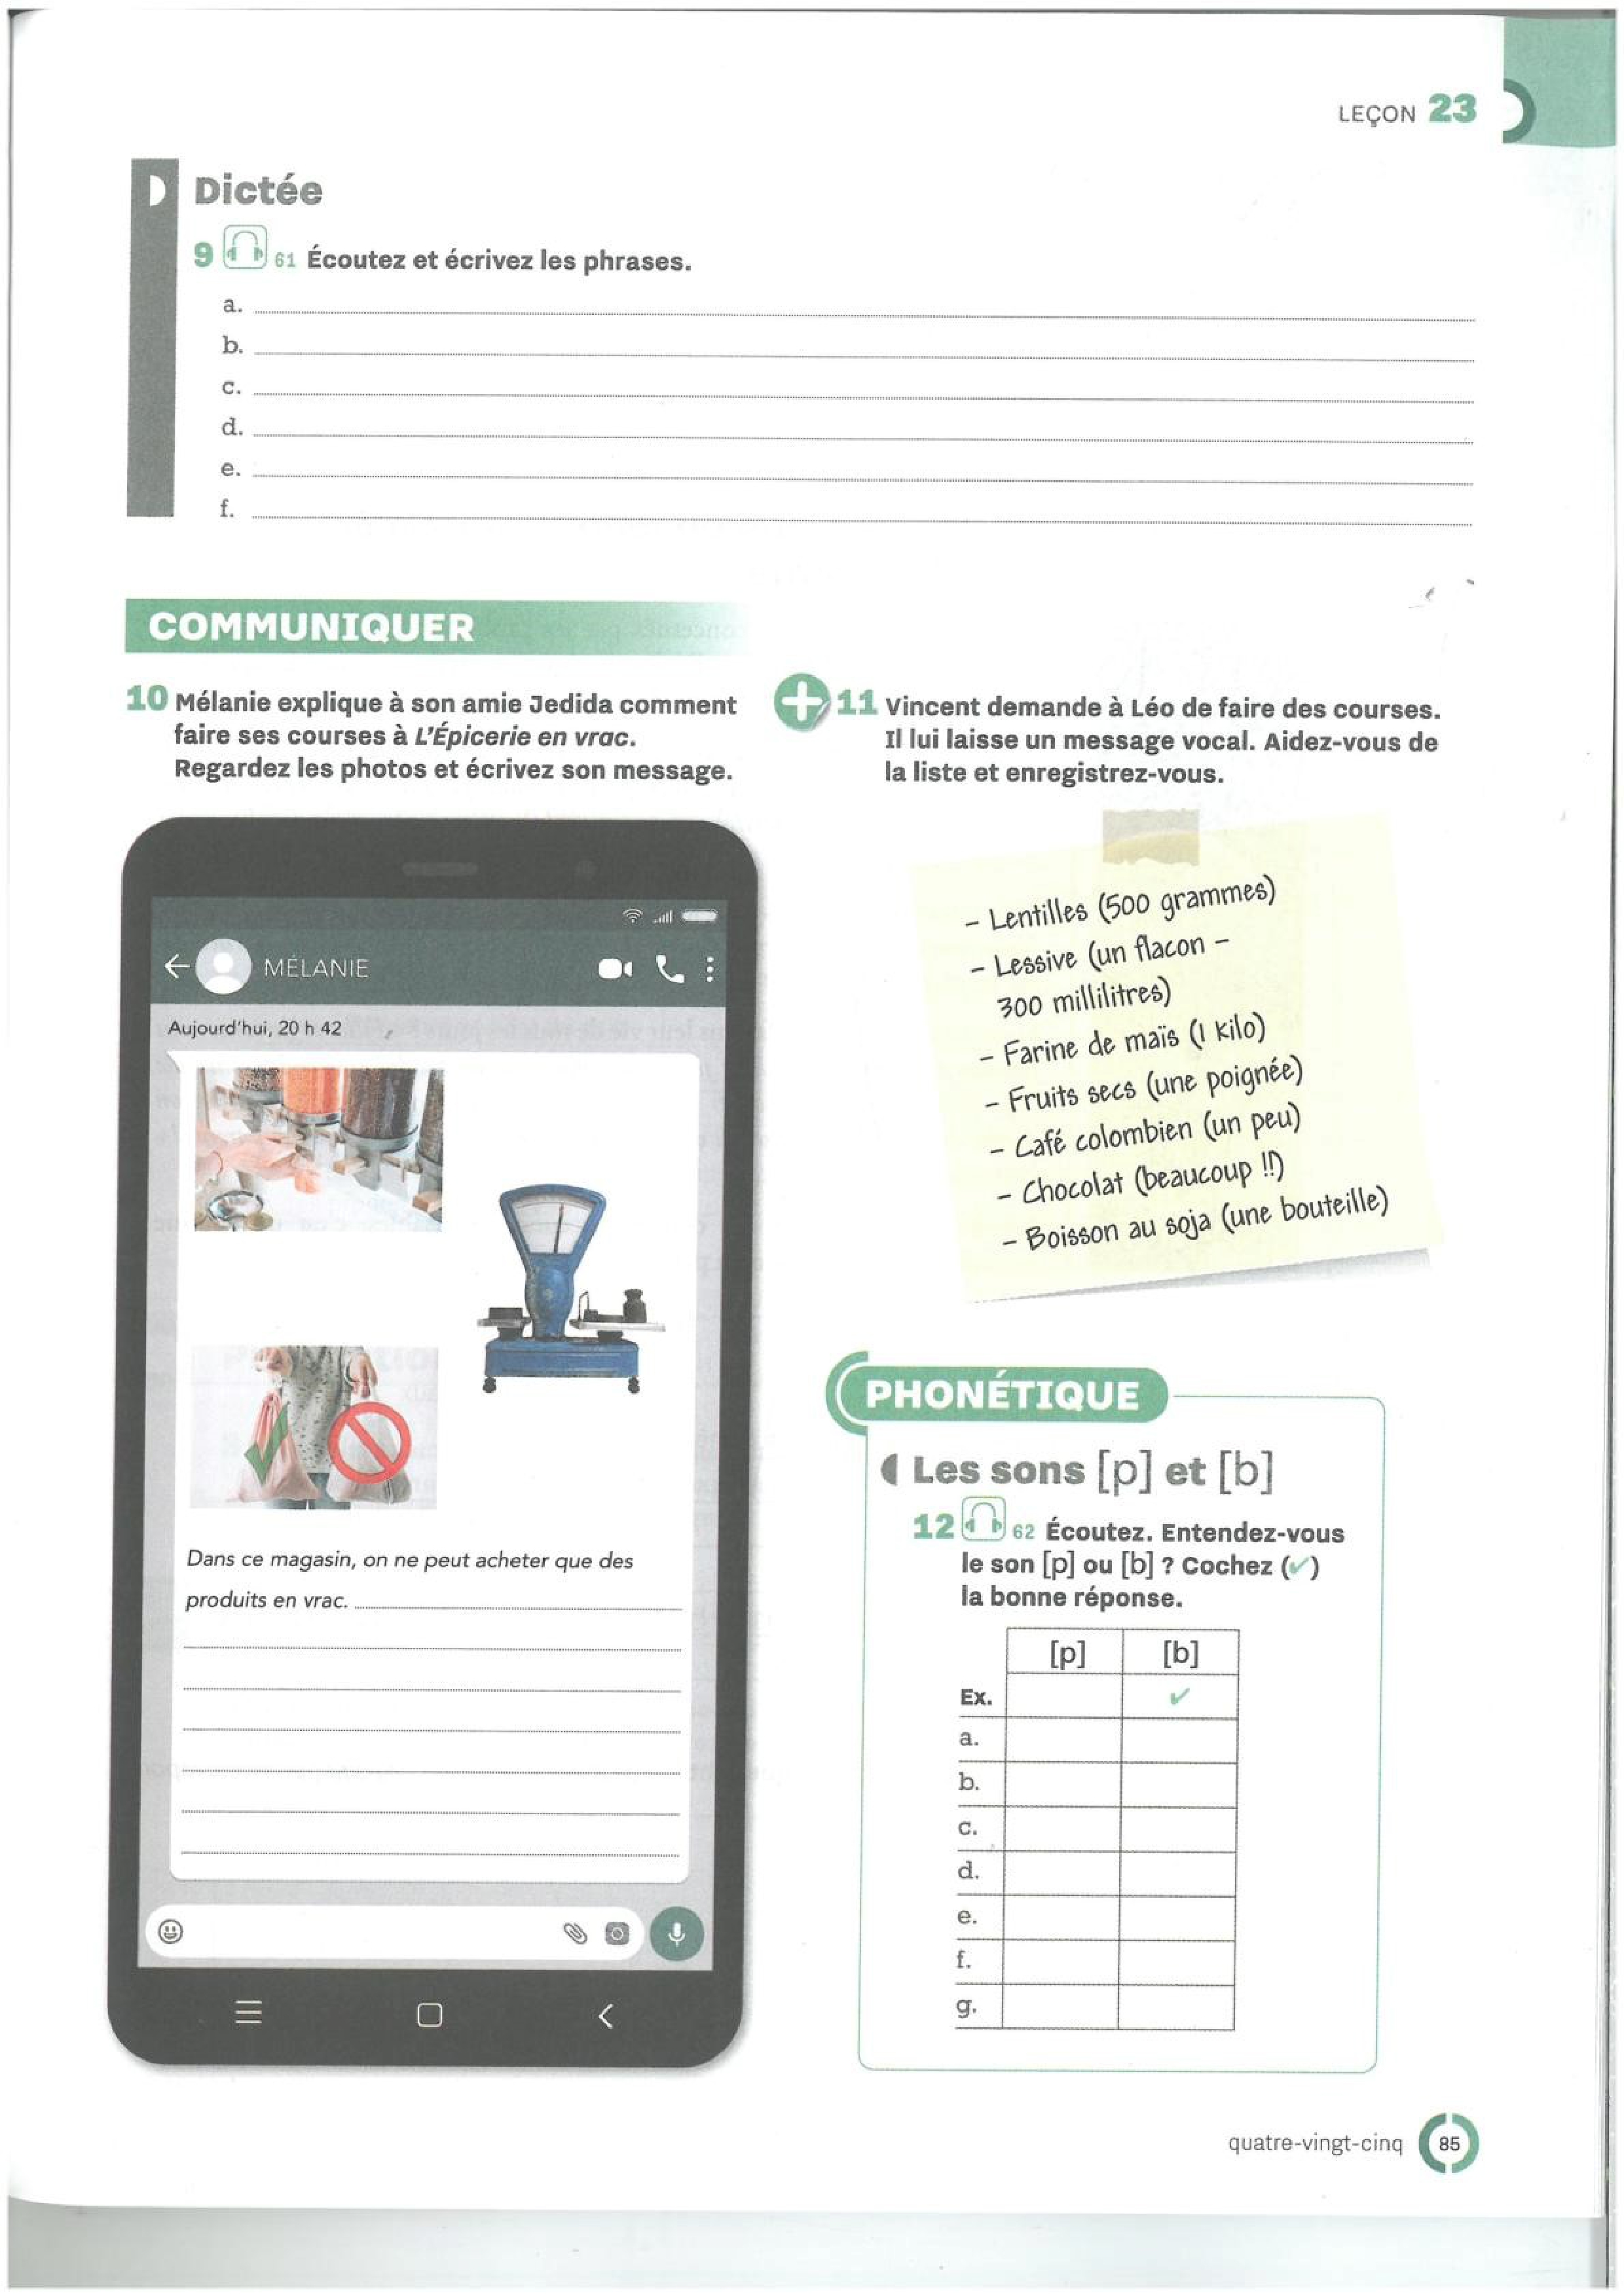 LEÇON 23
Dictée
9 61 Écoutez et écrivez les phrases.
a.
b.
c.
d.
e.
f.
COMMUNIQUER
10 Mélanie explique à son amie Jedida comment
faire ses courses à L'Épicerie en vrac.
Regardez les photos et écrivez son message.
MÉLANIE
Aujourd'hui, 20 h 42
Dans ce magasin, on ne peut acheter que des
produits en vrac.
11 Vincent demande à Léo de faire des courses.
Il lui laisse un message vocal. Aidez-vous de
la liste et enregistrez-vous.
- Lentilles (500 grammes)
- Lessive (un flacon -
300 millilitres)
- Farine de maïs (1 kilo)
- Fruits secs (une poignée)
- Café colombien (un peu)
- Chocolat (beaucoup !!)
- Boisson au soja (une bouteille)
PHONÉTIQUE
Les sons [p] et [b]
12 62 Écoutez. Entendez-vous
le son [p] ou [b] ? Cochez (✓)
la bonne réponse.
[p] [b]
Ex. ✓
a.
b.
c.
d.
e.
f.
g.
quatre-vingt-cinq 85